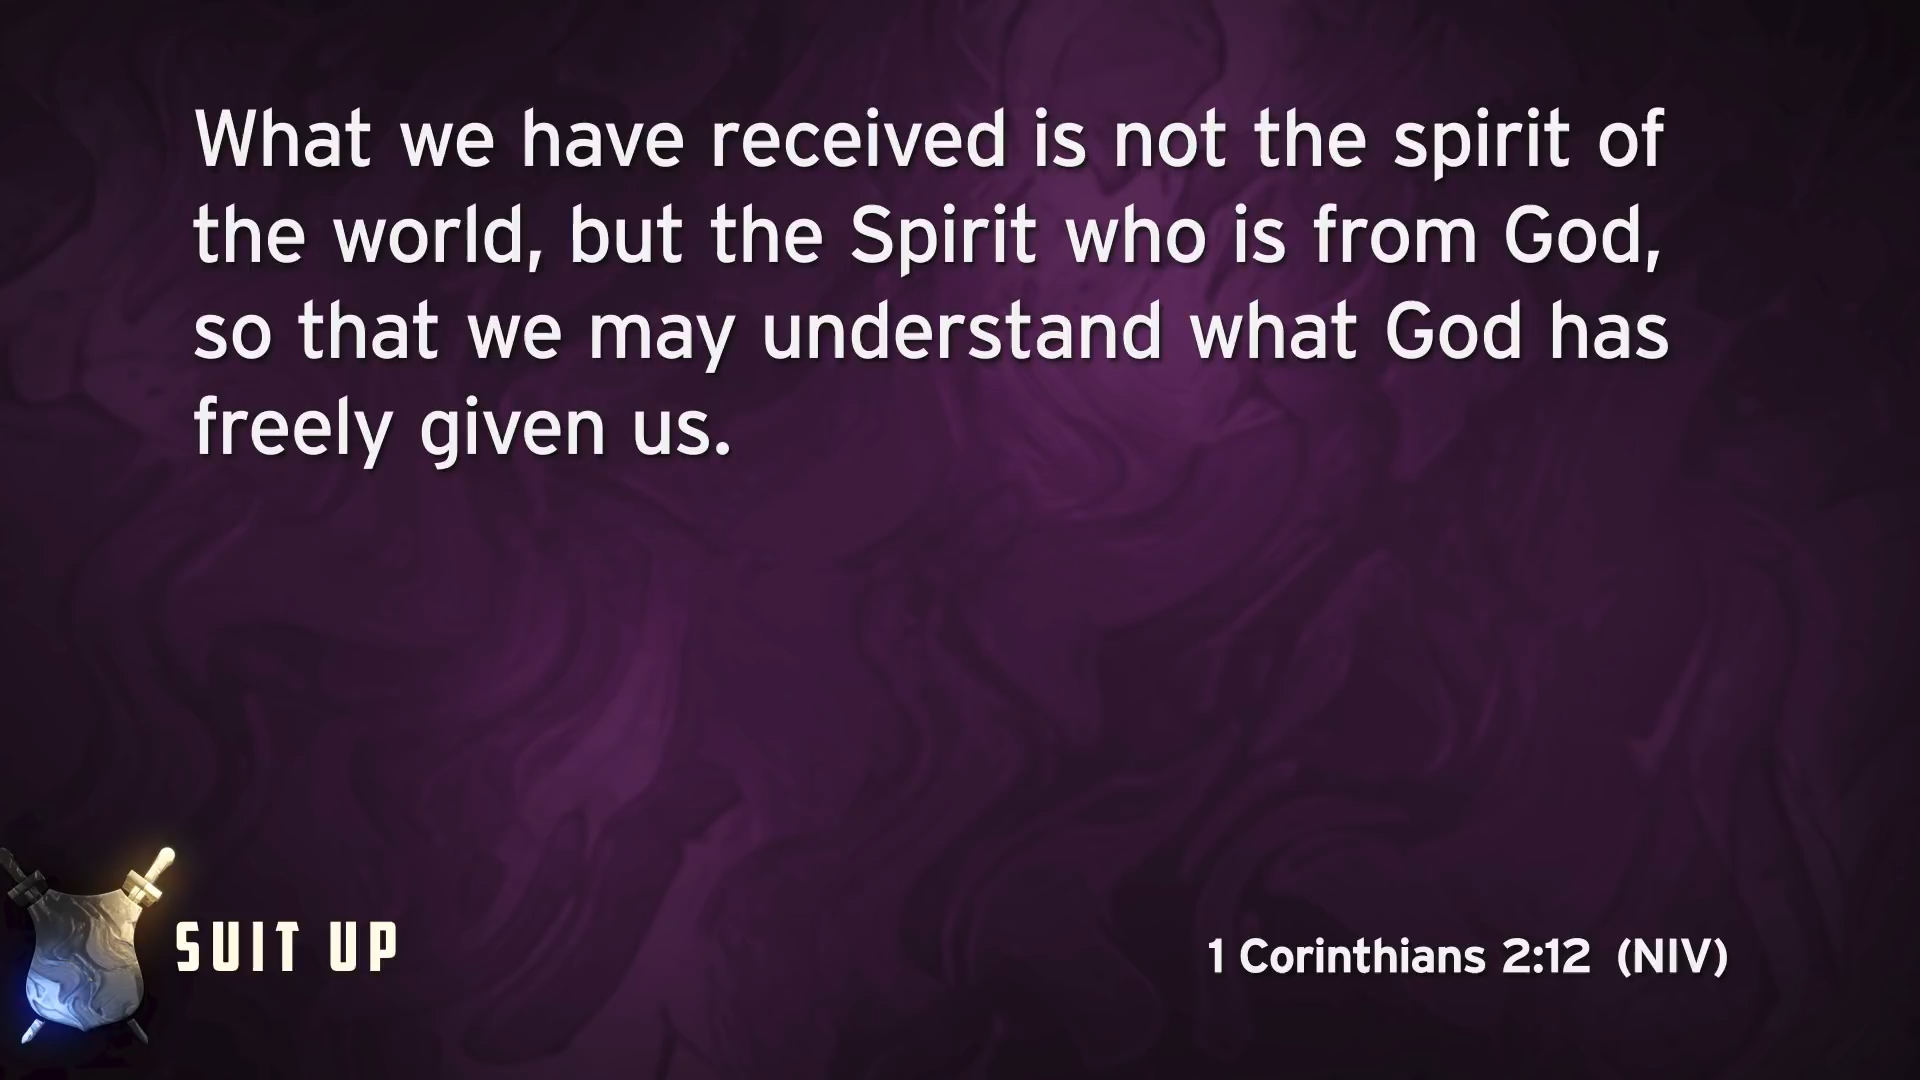 What we have received is not the spirit of
the world, but the Spirit who is from God,
so that we may understand what God has
freely given us.
SUIT UP
1 Corinthians 2:12 (NIV)